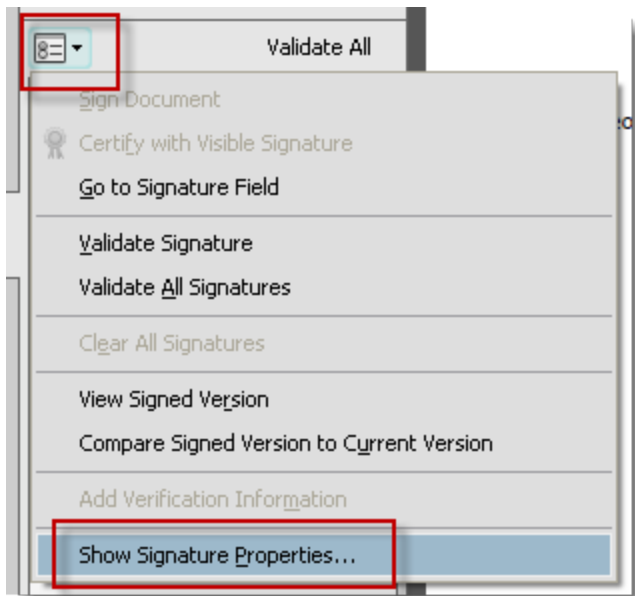 Validate All
Sign Document
Certify with Visible Signature
Go to Signature Field
Validate Signature
Validate All Signatures
Clear All Signatures
View Signed Version
Compare Signed Version to Current Version
Add Verification Information
Show Signature Properties...